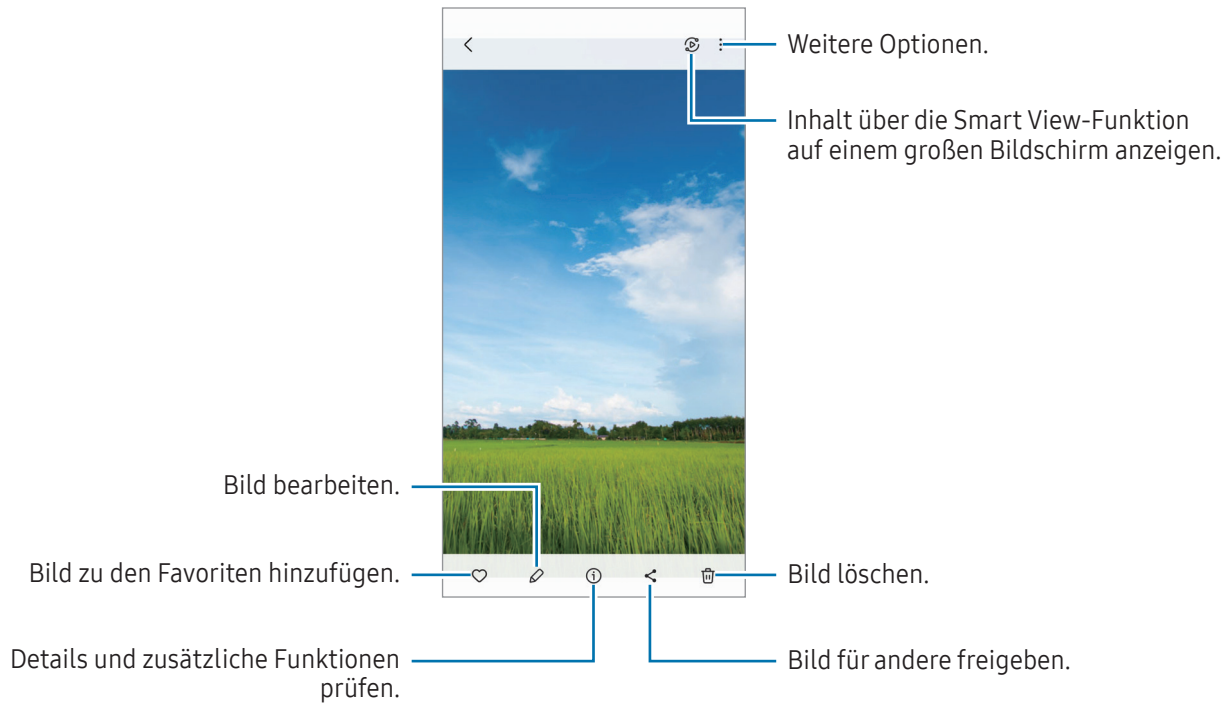 Weitere Optionen.
Inhalt über die Smart View-Funktion
auf einem großen Bildschirm anzeigen.
Bild bearbeiten.
Bild zu den Favoriten hinzufügen.
Bild löschen.
Details und zusätzliche Funktionen
prüfen.
Bild für andere freigeben.